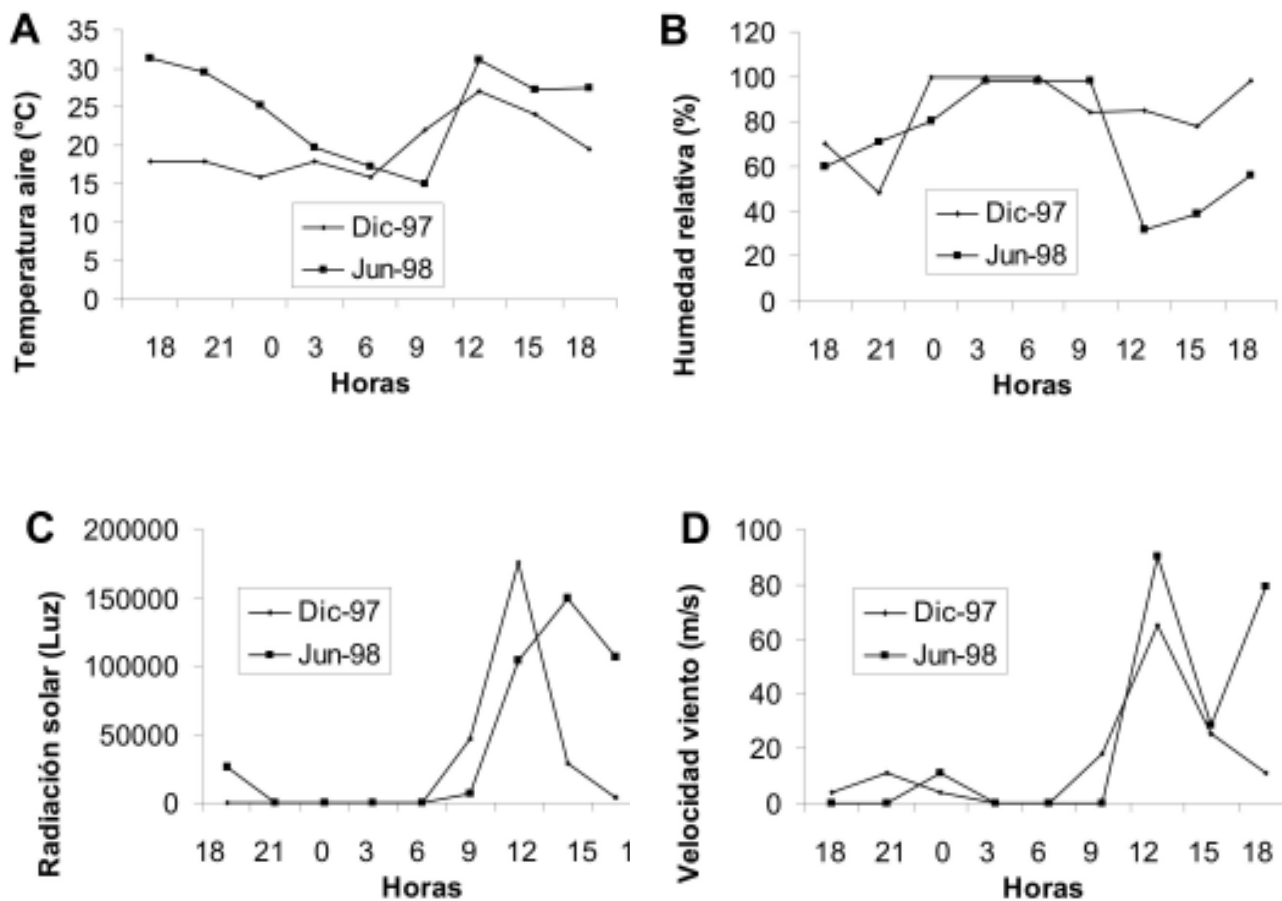 A
Temperatura aire (°C)
35
30
25
20
15
10
5
0
Dic-97
Jun-98
18 21 0 3 6 9 12 15 18
Horas
B
Humedad relativa (%)
120
100
80
60
40
20
0
Dic-97
Jun-98
18 21 0 3 6 9 12 15 18
Horas
C
Radiación solar (Luz)
200000
150000
100000
50000
0
Dic-97
Jun-98
18 21 0 3 6 9 12 15 1
Horas
D
Velocidad viento (m/s)
100
80
60
40
20
0
Dic-97
Jun-98
18 21 0 3 6 9 12 15 18
Horas